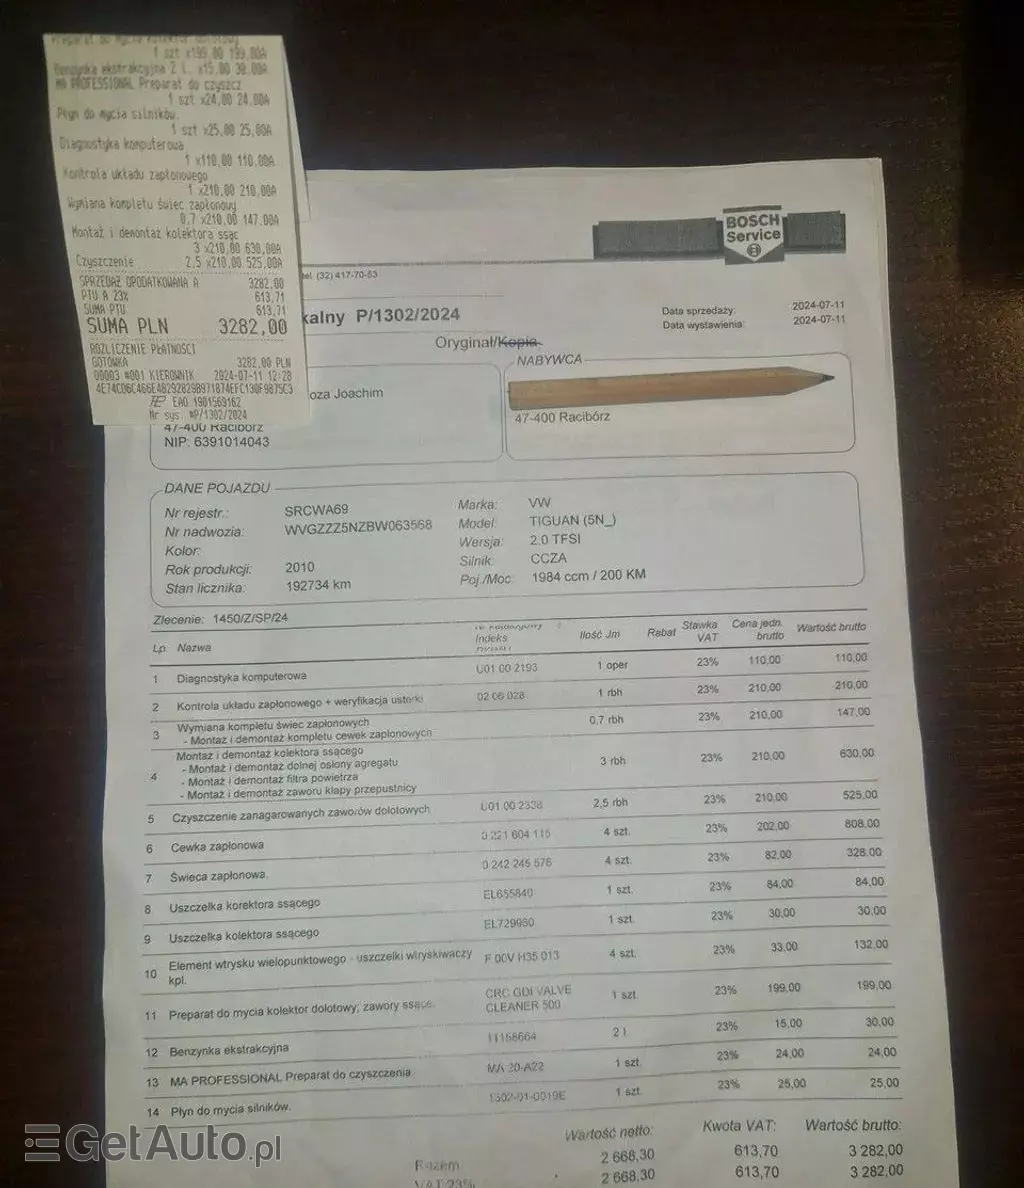 Preparat do mycia kolektor dolotowy
1 szt x199,00 199,00A
Benzynka ekstrakcyjna 2 l. x15,00 30,00A
MA PROFESSIONAL Preparat do czyszcz
1 szt x24,00 24,00A
Płyn do mycia silników.
1 szt x25,00 25,00A
Diagnostyka komputerowa
1 x110,00 110,00A
Kontrola układu zapłonowego
1 x210,00 210,00A
Wymiana kompletu świec zapłonowy
0,7 x210,00 147,00A
Montaż i demontaż kolektora ssąc
3 x210,00 630,00A
Czyszczenie 2,5 x210,00 525,00A
SPRZEDAŻ OPODATKOWANA A 3282,00
PTU A 23% 613,71
SUMA PTU 613,71
SUMA PLN 3282,00
ROZLICZENIE PŁATNOŚCI
GOTÓWKA 3282,00 PLN
00003 #001 KIEROWNIK 2024-07-11 12:28
EAO 1901569162
Nr sys. #P/1302/2024
BOSCH
Service
tel. (32) 417-70-53
kalny P/1302/2024
Data sprzedaży: 2024-07-11
Data wystawienia: 2024-07-11
Oryginał/Kopia
NABYWCA
oza Joachim
47-400 Racibórz
NIP: 6391014043
47-400 Racibórz
DANE POJAZDU
Nr rejestr.: SRCWA69
Nr nadwozia: WVGZZZ5NZBW063568
Kolor:
Rok produkcji: 2010
Stan licznika: 192734 km
Marka: VW
Model: TIGUAN (5N_)
Wersja: 2.0 TFSI
Silnik: CCZA
Poj./Moc: 1984 ccm / 200 KM
Zlecenie: 1450/Z/SP/24
Lp. Nazwa Indeks Ilość Jm Rabat Stawka VAT Cena jedn. brutto Wartość brutto
1 Diagnostyka komputerowa U01 00 2193 1 oper 23% 110,00 110,00
2 Kontrola układu zapłonowego + weryfikacja usterki 02 06 028 1 rbh 23% 210,00 210,00
3 Wymiana kompletu świec zapłonowych 0,7 rbh 23% 210,00 147,00
- Montaż i demontaż kompletu cewek zapłonowych
4 Montaż i demontaż kolektora ssącego 3 rbh 23% 210,00 630,00
- Montaż i demontaż dolnej osłony agregatu
- Montaż i demontaż filtra powietrza
- Montaż i demontaż zaworu klapy przepustnicy
5 Czyszczenie zanagarowanych zaworów dolotowych U01 00 2338 2,5 rbh 23% 210,00 525,00
6 Cewka zapłonowa 0 221 604 115 4 szt. 23% 202,00 808,00
7 Świeca zapłonowa. 0 242 245 576 4 szt. 23% 82,00 328,00
8 Uszczelka korektora ssącego EL655840 1 szt. 23% 84,00 84,00
9 Uszczelka kolektora ssącego EL729980 1 szt. 23% 30,00 30,00
10 Element wtrysku wielopunktowego - uszczelki wtryskiwaczy kpl. F 00V H35 013 4 szt. 23% 33,00 132,00
11 Preparat do mycia kolektor dolotowy, zawory ssące. CRC GDI VALVE CLEANER 500 1 szt. 23% 199,00 199,00
12 Benzynka ekstrakcyjna 11158664 2 l 23% 15,00 30,00
13 MA PROFESSIONAL Preparat do czyszczenia MA 20-A22 1 szt. 23% 24,00 24,00
14 Płyn do mycia silników. 1302-01-0019E 1 szt. 23% 25,00 25,00
Wartość netto: Kwota VAT: Wartość brutto:
Razem 2 668,30 613,70 3 282,00
VAT 23% 2 668,30 613,70 3 282,00
GetAuto.pl